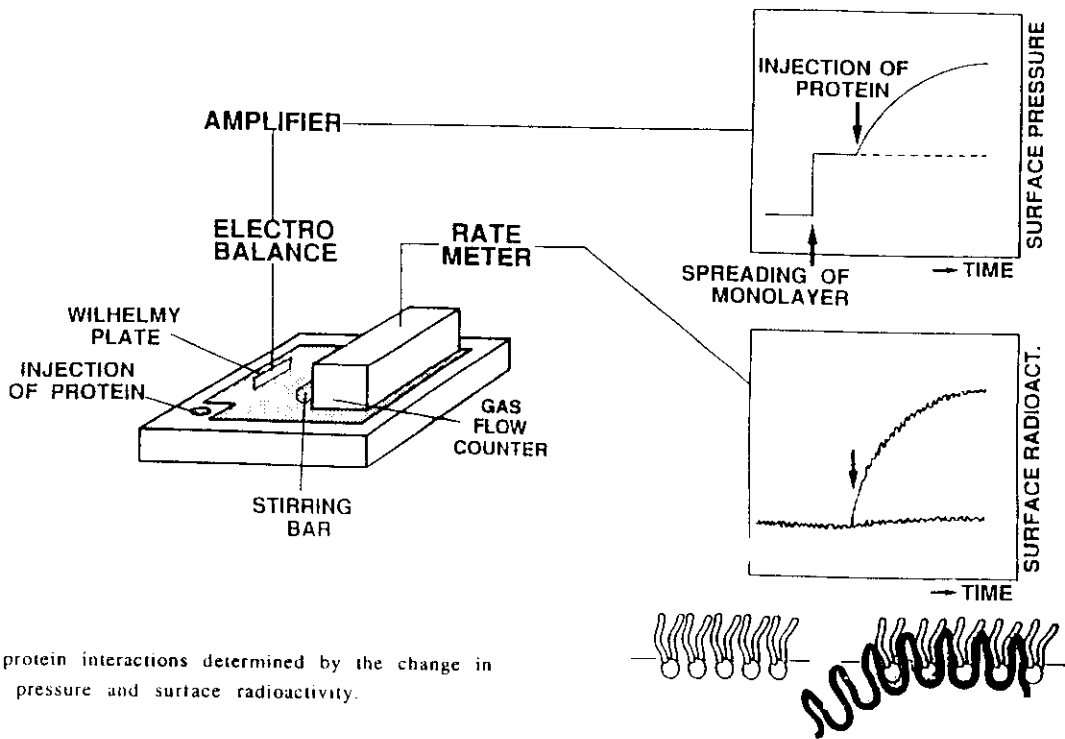 INJECTION OF
PROTEIN
SURFACE PRESSURE
AMPLIFIER
ELECTRO
BALANCE
RATE
METER
→ TIME
SPREADING OF
MONOLAYER
WILHELMY
PLATE
INJECTION
OF PROTEIN
GAS
FLOW
COUNTER
STIRRING
BAR
SURFACE RADIOACT.
→ TIME
protein interactions determined by the change in
pressure and surface radioactivity.